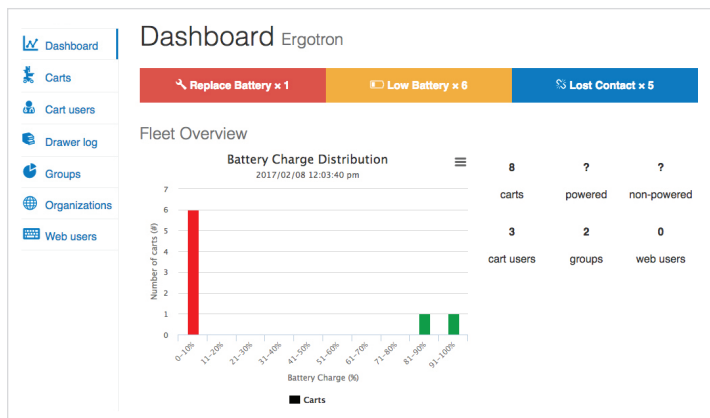 Dashboard
Carts
Cart users
Drawer log
Groups
Organizations
Web users
Dashboard Ergotron
Replace Battery × 1
Low Battery × 6
Lost Contact × 5
Fleet Overview
Battery Charge Distribution
2017/02/08 12:03:40 pm
Number of carts (#)
7
6
5
4
3
2
1
0
0-10%
11-20%
21-30%
31-40%
41-50%
51-60%
61-70%
71-80%
81-90%
91-100%
Battery Charge (%)
Carts
8 ? ?
carts powered non-powered
3 2 0
cart users groups web users